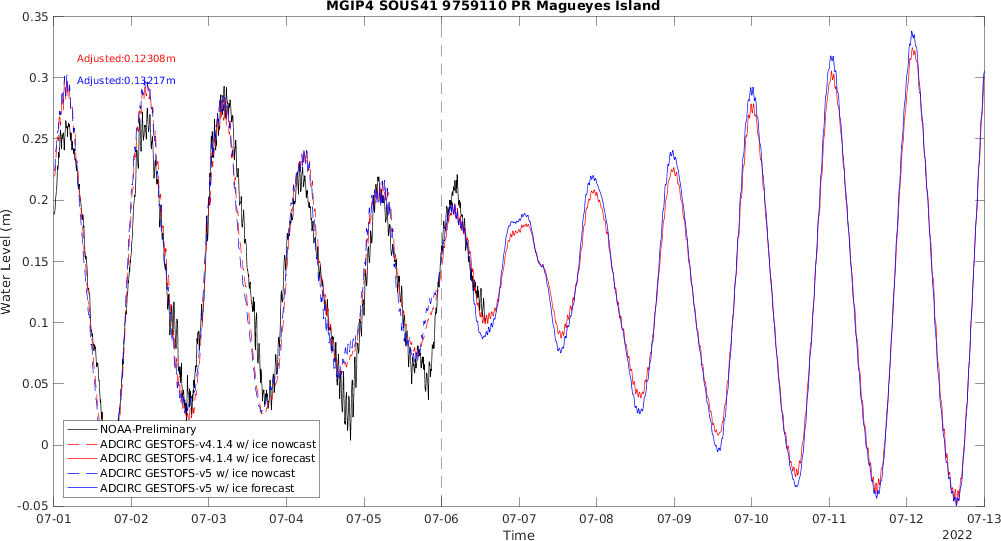 MGIP4 SOUS41 9759110 PR Magueyes Island
0.35
0.3
0.25
0.2
0.15
0.1
0.05
0
-0.05
Water Level (m)
Adjusted:0.12308m
Adjusted:0.13217m
NOAA-Preliminary
ADCIRC GESTOFS-v4.1.4 w/ ice nowcast
ADCIRC GESTOFS-v4.1.4 w/ ice forecast
ADCIRC GESTOFS-v5 w/ ice nowcast
ADCIRC GESTOFS-v5 w/ ice forecast
07-01 07-02 07-03 07-04 07-05 07-06 07-07 07-08 07-09 07-10 07-11 07-12 07-13
Time
2022